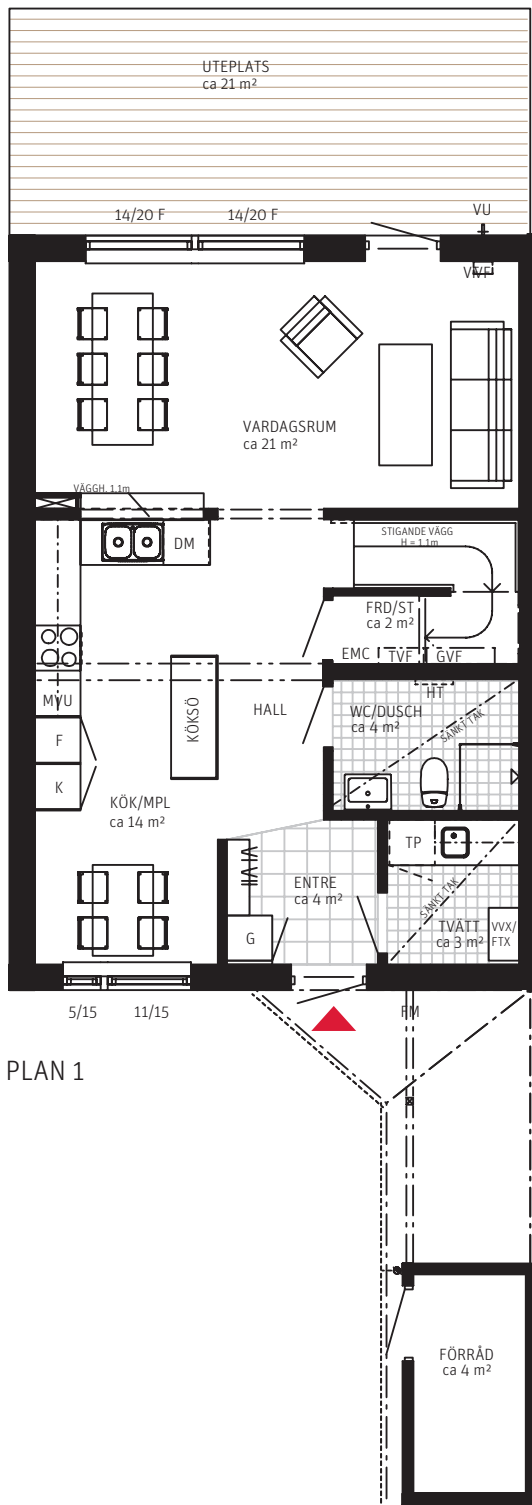 UTEPLATS
ca 21 m²
14/20 F
14/20 F
VU
VIVF
VARDAGSRUM
ca 21 m²
VÄGGH. 1,1m
DM
STIGANDE VÄGG
H = 1.1m
FRD/ST
ca 2 m²
EMC
TVF
GVF
MVU
KÖKSÖ
HALL
HT
WC/DUSCH
ca 4 m²
SÄNKT TAK
F
K
KÖK/MPL
ca 14 m²
TP
ENTRE
ca 4 m²
SÄNKT TAK
G
TVÄTT
ca 3 m²
VVX/
FTX
5/15
11/15
FM
PLAN 1
FÖRRÅD
ca 4 m²